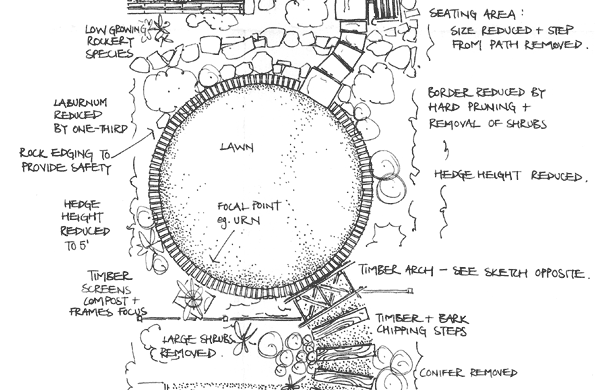 LOW GROWING
ROCKERY
SPECIES
SEATING AREA :
SIZE REDUCED + STEP
FROM PATH REMOVED.
LABURNUM
REDUCED
BY ONE-THIRD
BORDER REDUCED BY
HARD PRUNING +
REMOVAL OF SHRUBS
LAWN
ROCK EDGING TO
PROVIDE SAFETY
HEDGE HEIGHT REDUCED.
HEDGE
HEIGHT
REDUCED
TO 5'
FOCAL POINT
eg. URN
TIMBER
SCREENS
COMPOST +
FRAMES FOCUS
TIMBER ARCH - SEE SKETCH OPPOSITE.
TIMBER + BARK
CHIPPING STEPS
LARGE SHRUBS
REMOVED.
CONIFER REMOVED